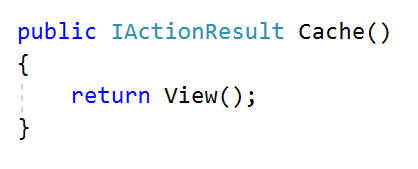 public IActionResult Cache()
{
    return View();
}